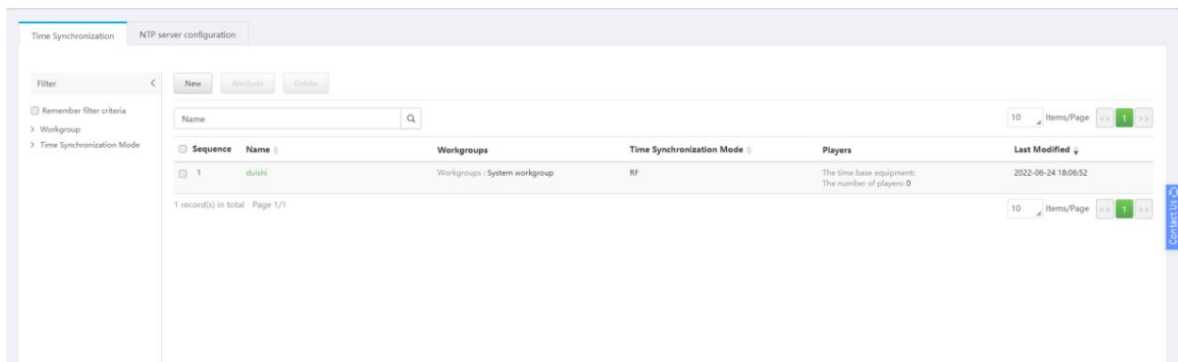 Time Synchronization NTP server configuration
Filter < New Attribute Delete
Remember filter criteria
> Workgroup
> Time Synchronization Mode
Name 10 Items/Page << 1 >>
Sequence Name Workgroups Time Synchronization Mode Players Last Modified
1 duishi Workgroups : System workgroup RF The time base equipment: 2022-06-24 18:06:52
The number of players: 0
1 record(s) in total Page 1/1 10 Items/Page << 1 >>
Contact Us